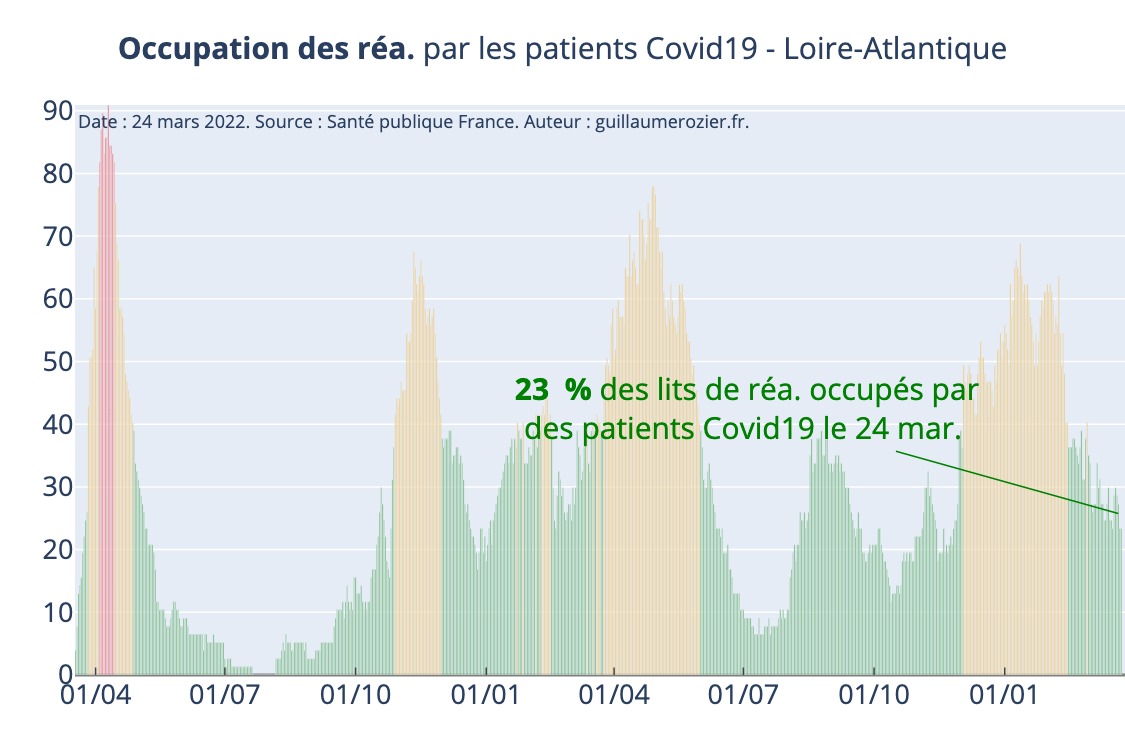 Occupation des réa. par les patients Covid19 - Loire-Atlantique
90
Date : 24 mars 2022. Source : Santé publique France. Auteur : guillaumerozier.fr.
80
70
60
50
23 % des lits de réa. occupés par
des patients Covid19 le 24 mar.
40
30
20
10
0
01/04 01/07 01/10 01/01 01/04 01/07 01/10 01/01